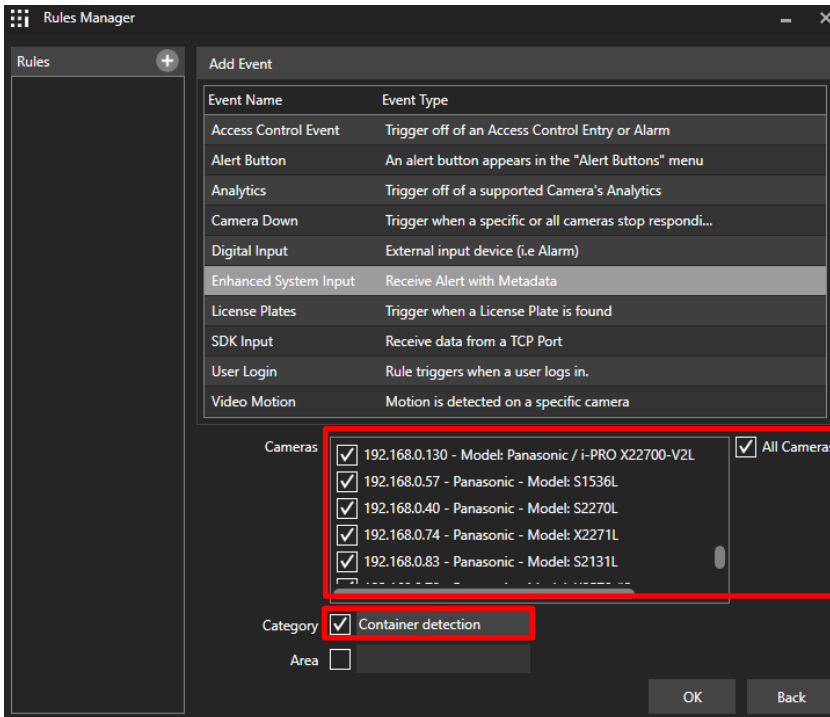 Rules Manager
Rules
Add Event
Event Name Event Type
Access Control Event Trigger off of an Access Control Entry or Alarm
Alert Button An alert button appears in the "Alert Buttons" menu
Analytics Trigger off of a supported Camera's Analytics
Camera Down Trigger when a specific or all cameras stop respondi...
Digital Input External input device (i.e Alarm)
Enhanced System Input Receive Alert with Metadata
License Plates Trigger when a License Plate is found
SDK Input Receive data from a TCP Port
User Login Rule triggers when a user logs in.
Video Motion Motion is detected on a specific camera
Cameras 192.168.0.130 - Model: Panasonic / i-PRO X22700-V2L All Cameras
192.168.0.57 - Panasonic - Model: S1536L
192.168.0.40 - Panasonic - Model: S2270L
192.168.0.74 - Panasonic - Model: X2271L
192.168.0.83 - Panasonic - Model: S2131L
Category Container detection
Area
OK Back